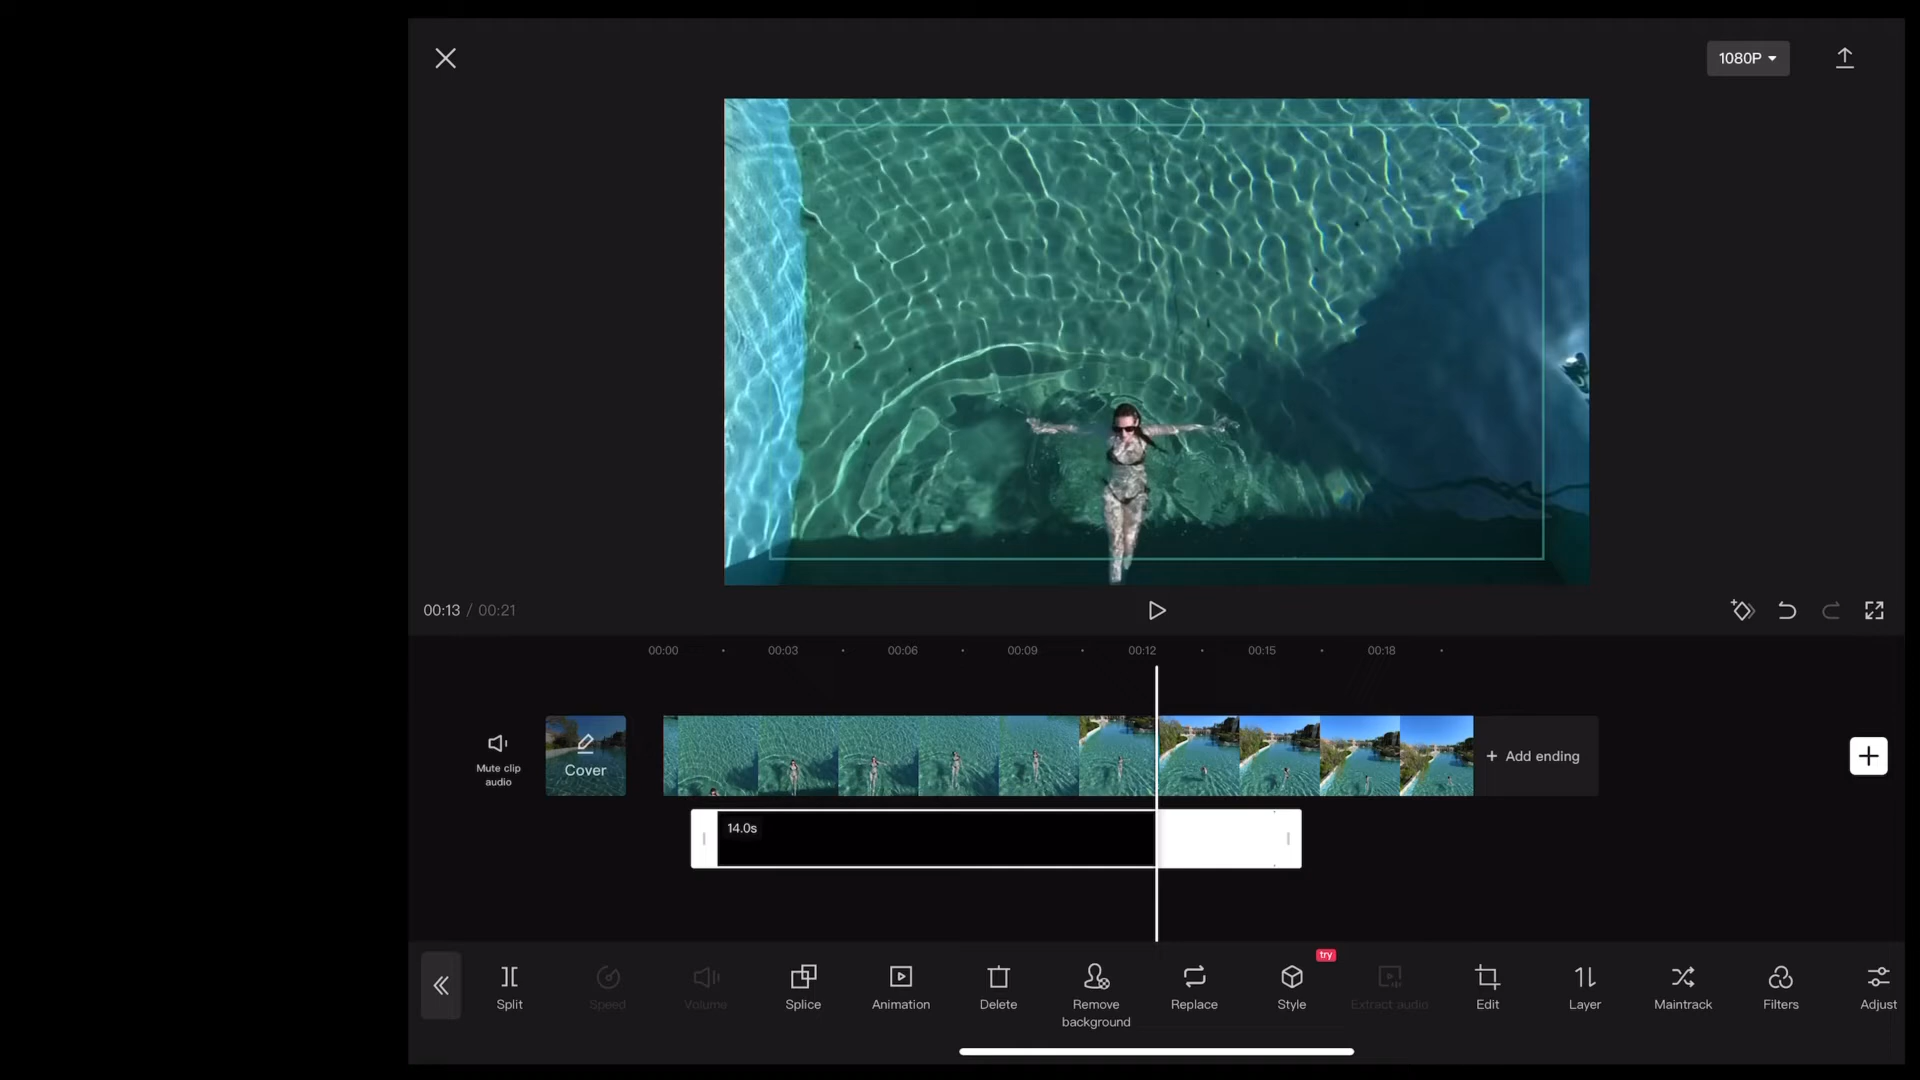 1080P
00:13 / 00:21
00:00 00:03 00:06 00:09 00:12 00:15 00:18
Mute clip
audio
Cover
+ Add ending
14.0s
try
Split Speed Volume Splice Animation Delete Remove background Replace Style Extract audio Edit Layer Maintrack Filters Adjust